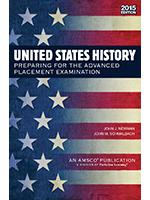 2015
EDITION
UNITED STATES HISTORY
PREPARING FOR THE ADVANCED
PLACEMENT EXAMINATION
JOHN J. NEWMAN
JOHN M. SCHMALBACH
AN AMSCO® PUBLICATION